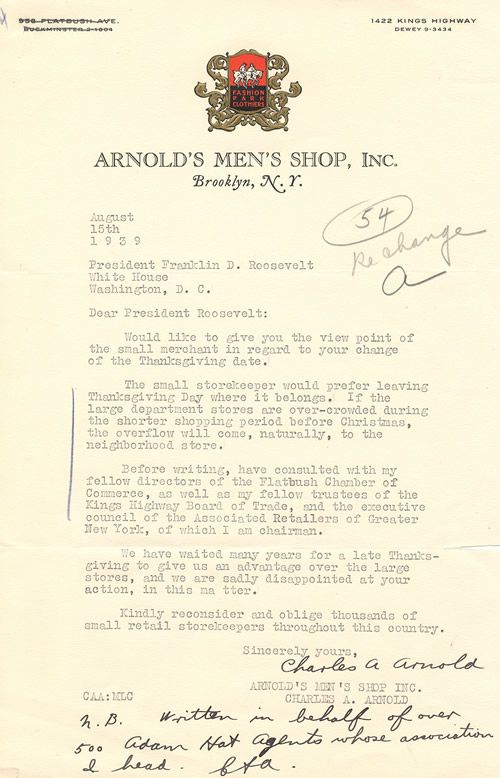 956 FLATBUSH AVE.
BUCKMINSTER 2-1804
1422 KINGS HIGHWAY
DEWEY 9-3434
FASHION
PARK
CLOTHIERS
ARNOLD'S MEN'S SHOP, INC.
Brooklyn, N. Y.
54
Re change
a
August
15th
1 9 3 9
President Franklin D. Roosevelt
White House
Washington, D. C.
Dear President Roosevelt:
Would like to give you the view point of
the small merchant in regard to your change
of the Thanksgiving date.
The small storekeeper would prefer leaving
Thanksgiving Day where it belongs. If the
large department stores are over-crowded during
the shorter shopping period before Christmas,
the overflow will come, naturally, to the
neighborhood store.
Before writing, have consulted with my
fellow directors of the Flatbush Chamber of
Commerce, as well as my fellow trustees of the
Kings Highway Board of Trade, and the executive
council of the Associated Retailers of Greater
New York, of which I am chairman.
We have waited many years for a late Thanks-
giving to give us an advantage over the large
stores, and we are sadly disappointed at your
action, in this ma tter.
Kindly reconsider and oblige thousands of
small retail storekeepers throughout this country.
Sincerely yours,
Charles A Arnold
ARNOLD'S MEN'S SHOP INC.
CAA:MLC CHARLES A. ARNOLD
N.B. Written in behalf of over
500 Adam Hat Agents whose association
I head. CAA.